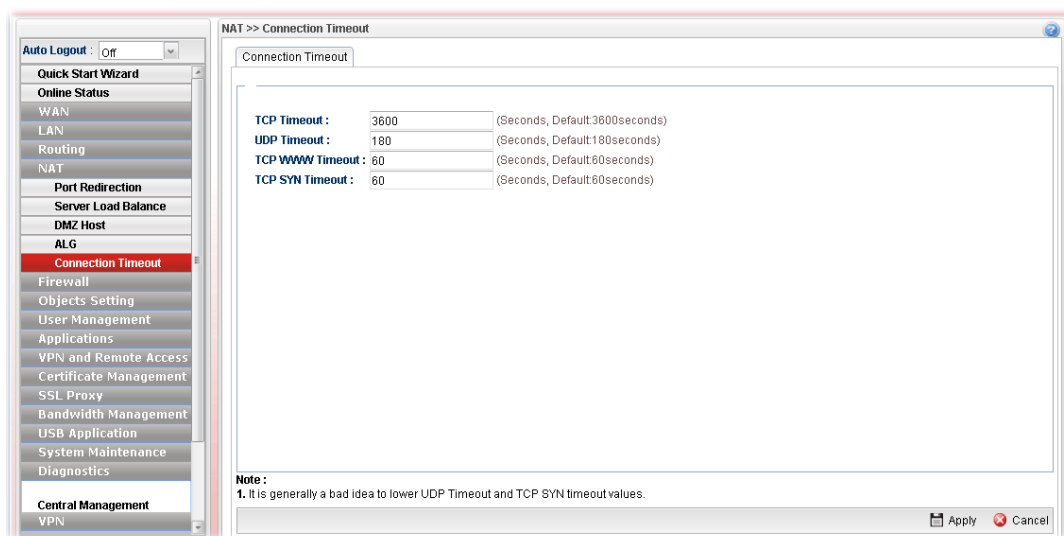 NAT >> Connection Timeout
Auto Logout : Off
Quick Start Wizard
Online Status
WAN
LAN
Routing
NAT
Port Redirection
Server Load Balance
DMZ Host
ALG
Connection Timeout
Firewall
Objects Setting
User Management
Applications
VPN and Remote Access
Certificate Management
SSL Proxy
Bandwidth Management
USB Application
System Maintenance
Diagnostics
Central Management
VPN
Connection Timeout
TCP Timeout : 3600 (Seconds, Default:3600seconds)
UDP Timeout : 180 (Seconds, Default:180seconds)
TCP WWW Timeout : 60 (Seconds, Default:60seconds)
TCP SYN Timeout : 60 (Seconds, Default:60seconds)
Note :
1. It is generally a bad idea to lower UDP Timeout and TCP SYN timeout values.
Apply Cancel